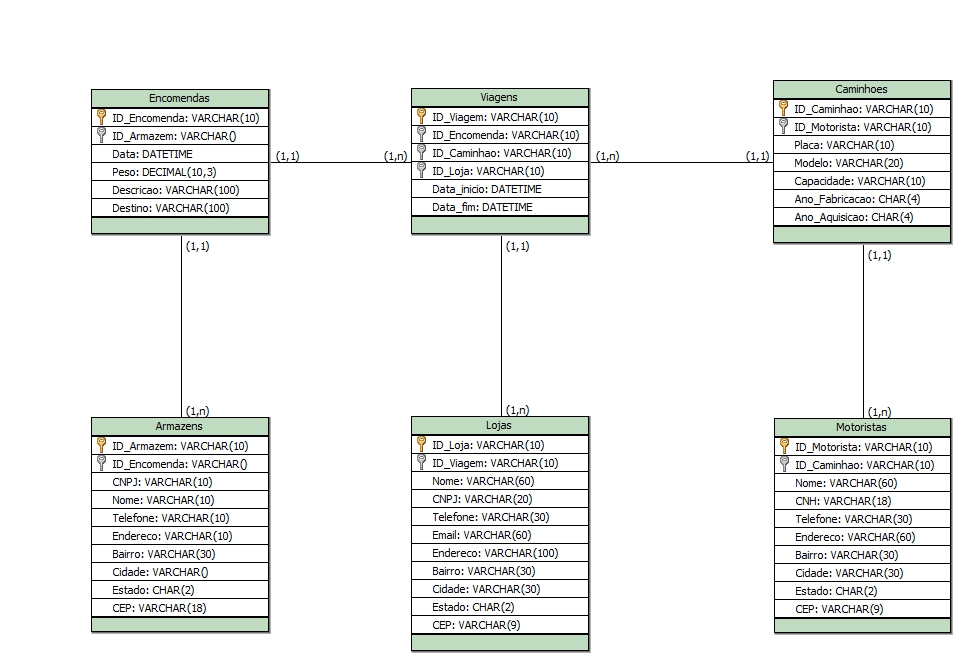 Encomendas
ID_Encomenda: VARCHAR(10)
ID_Armazem: VARCHAR()
Data: DATETIME
Peso: DECIMAL(10,3)
Descricao: VARCHAR(100)
Destino: VARCHAR(100)
(1,1)
(1,n)
Viagens
ID_Viagem: VARCHAR(10)
ID_Encomenda: VARCHAR(10)
ID_Caminhao: VARCHAR(10)
ID_Loja: VARCHAR(10)
Data_inicio: DATETIME
Data_fim: DATETIME
(1,n)
(1,1)
Caminhoes
ID_Caminhao: VARCHAR(10)
ID_Motorista: VARCHAR(10)
Placa: VARCHAR(10)
Modelo: VARCHAR(20)
Capacidade: VARCHAR(10)
Ano_Fabricacao: CHAR(4)
Ano_Aquisicao: CHAR(4)
(1,1)
(1,1)
(1,1)
(1,n)
(1,n)
(1,n)
Armazens
ID_Armazem: VARCHAR(10)
ID_Encomenda: VARCHAR()
CNPJ: VARCHAR(10)
Nome: VARCHAR(10)
Telefone: VARCHAR(10)
Endereco: VARCHAR(10)
Bairro: VARCHAR(30)
Cidade: VARCHAR()
Estado: CHAR(2)
CEP: VARCHAR(18)
Lojas
ID_Loja: VARCHAR(10)
ID_Viagem: VARCHAR(10)
Nome: VARCHAR(60)
CNPJ: VARCHAR(20)
Telefone: VARCHAR(30)
Email: VARCHAR(60)
Endereco: VARCHAR(100)
Bairro: VARCHAR(30)
Cidade: VARCHAR(30)
Estado: CHAR(2)
CEP: VARCHAR(9)
Motoristas
ID_Motorista: VARCHAR(10)
ID_Caminhao: VARCHAR(10)
Nome: VARCHAR(60)
CNH: VARCHAR(18)
Telefone: VARCHAR(30)
Endereco: VARCHAR(60)
Bairro: VARCHAR(30)
Cidade: VARCHAR(30)
Estado: CHAR(2)
CEP: VARCHAR(9)